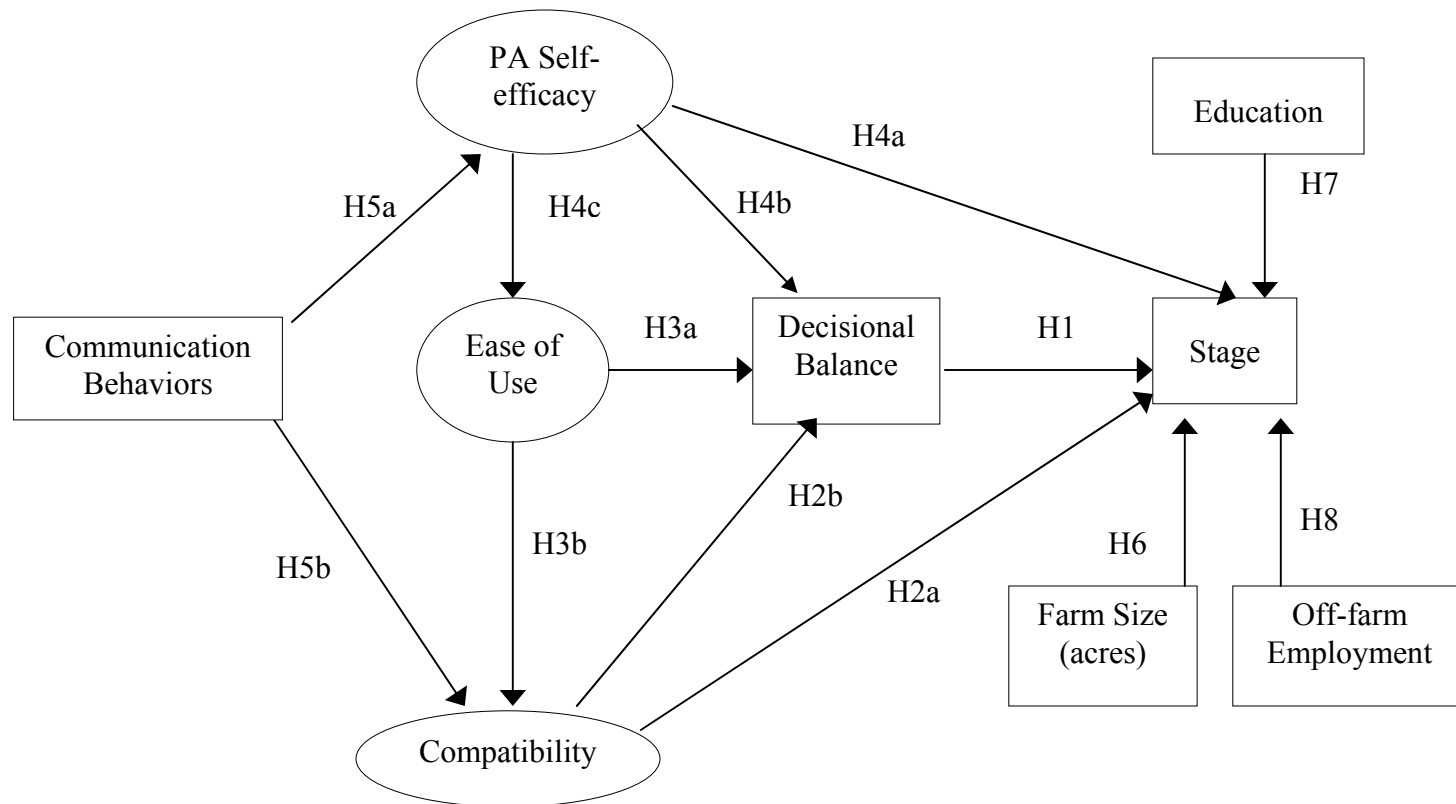 PA Self-
efficacy
Education
H4a
H7
H5a
H4c
H4b
Communication
Behaviors
Ease of
Use
H3a
Decisional
Balance
H1
Stage
H5b
H3b
H2b
H2a
H6
H8
Farm Size
(acres)
Off-farm
Employment
Compatibility